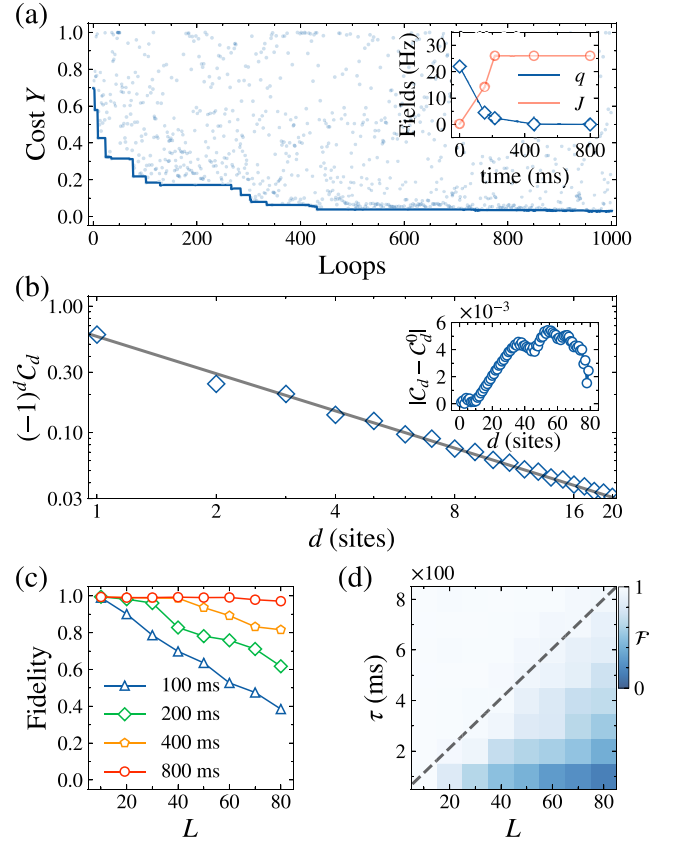 (a)
Cost Y
1.0
0.8
0.6
0.4
0.2
0.0
0
200
400
600
800
1000
Loops
Fields (Hz)
30
20
10
0
q
J
0
400
800
time (ms)
(b)
(−1)^d C_d
1.00
0.30
0.10
0.03
1
2
4
8
16
20
d (sites)
×10⁻³
|C_d − C_d^0|
6
4
2
0
0
20
40
60
80
d (sites)
(c)
Fidelity
1.0
0.8
0.6
0.4
0.2
0.0
100 ms
200 ms
400 ms
800 ms
20
40
60
80
L
(d)
×100
τ (ms)
8
6
4
2
20
40
60
80
L
1
F
0